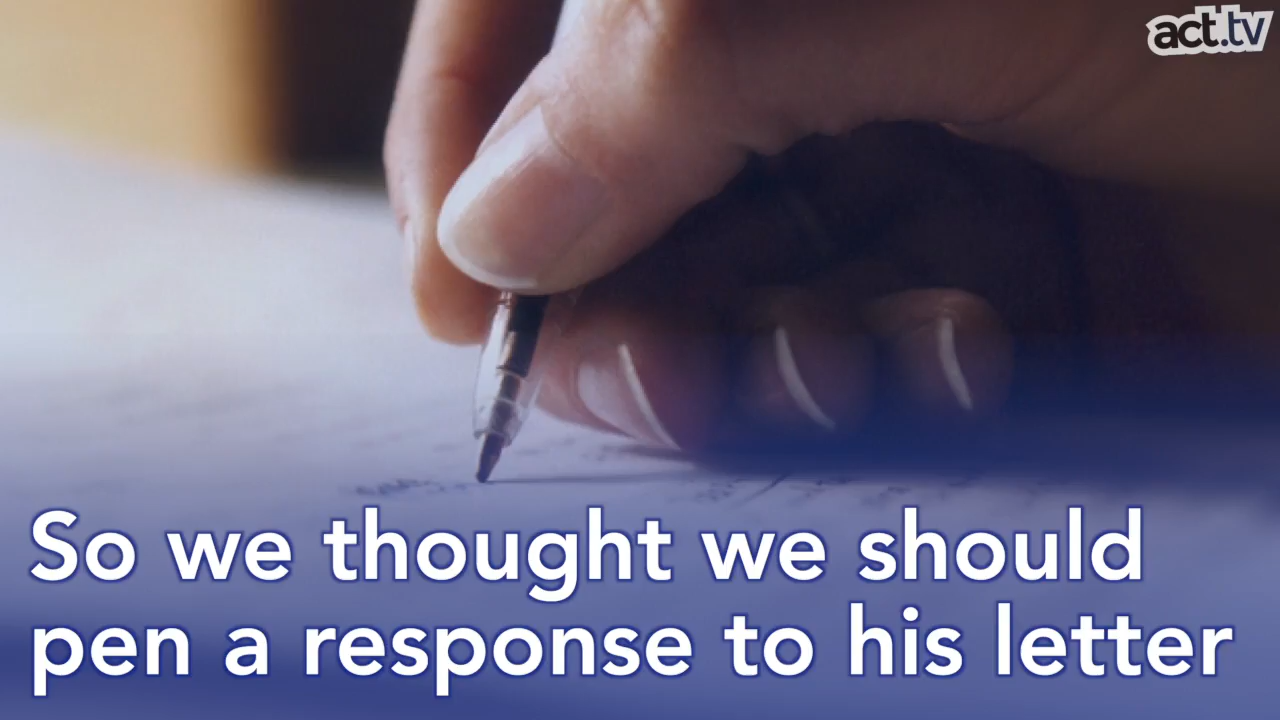 act.tv
So we thought we should
pen a response to his letter